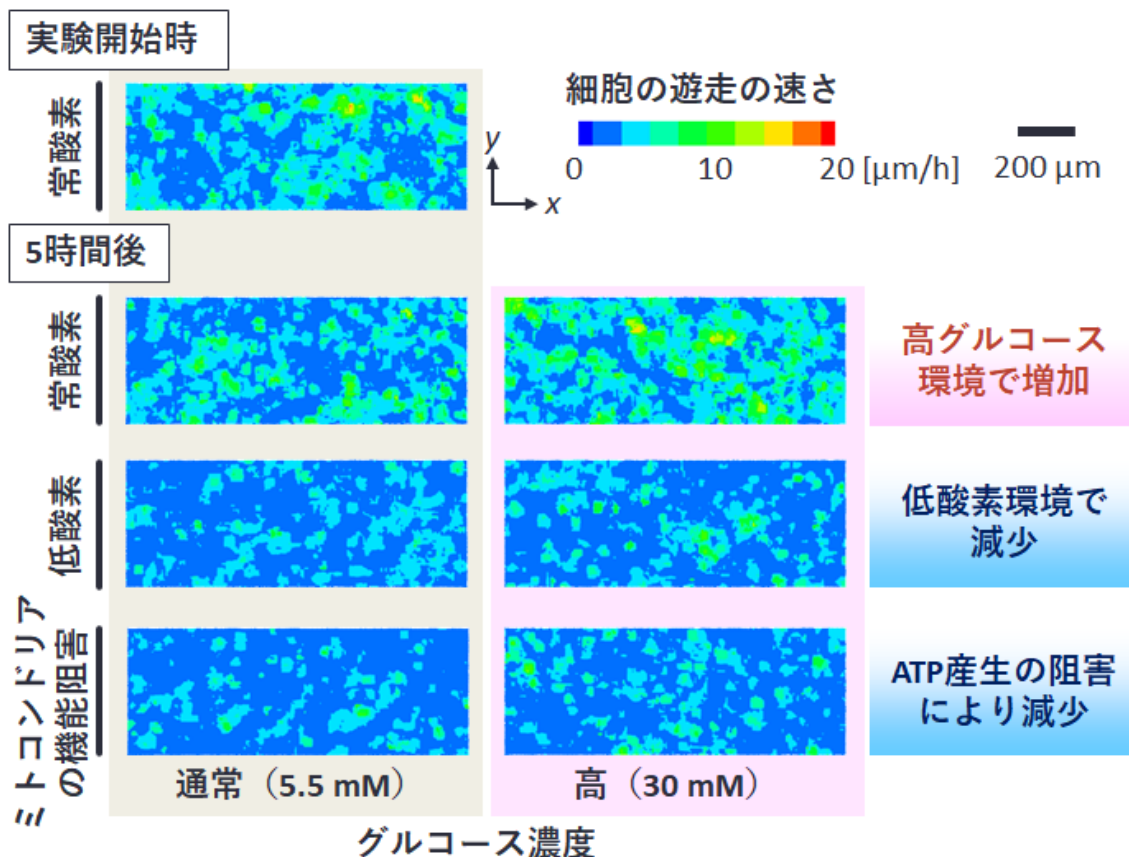 実験開始時
常酸素
細胞の遊走の速さ
0 10 20 [μm/h]
200 μm
y
x
5時間後
常酸素
高グルコース
環境で増加
低酸素
低酸素環境で
減少
ミトコンドリア
の機能阻害
ATP産生の阻害
により減少
通常（5.5 mM）
高（30 mM）
グルコース濃度